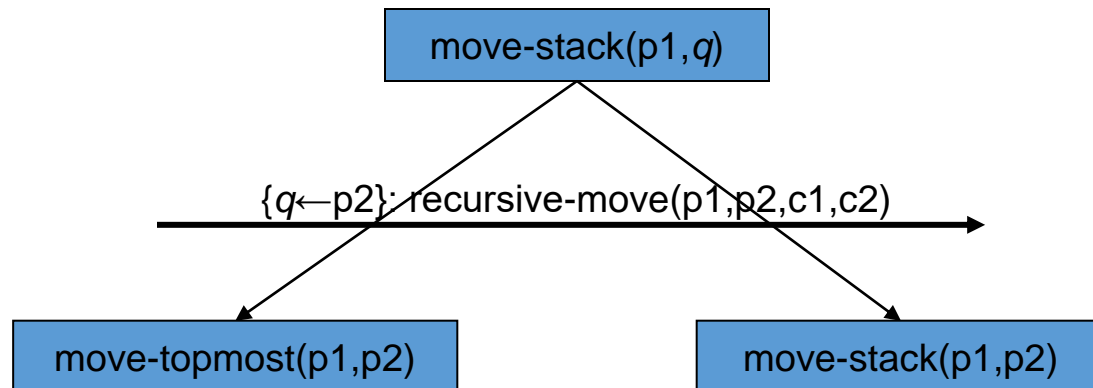 move-stack(p1,q)
{q←p2}: recursive-move(p1,p2,c1,c2)
move-topmost(p1,p2)
move-stack(p1,p2)